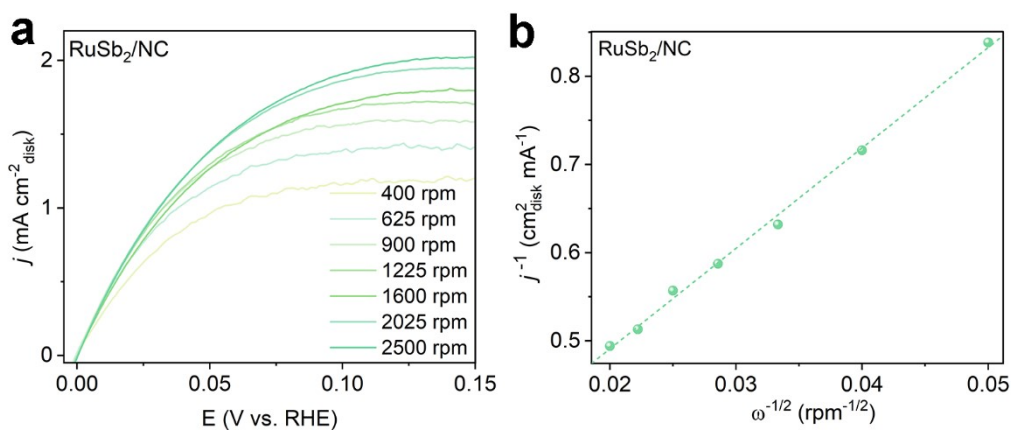 a
RuSb₂/NC
2
1
0
j (mA cm⁻²disk)
400 rpm
625 rpm
900 rpm
1225 rpm
1600 rpm
2025 rpm
2500 rpm
0.00 0.05 0.10 0.15
E (V vs. RHE)
b
RuSb₂/NC
0.8
0.7
0.6
0.5
j⁻¹ (cm²disk mA⁻¹)
0.02 0.03 0.04 0.05
ω⁻¹/² (rpm⁻¹/²)